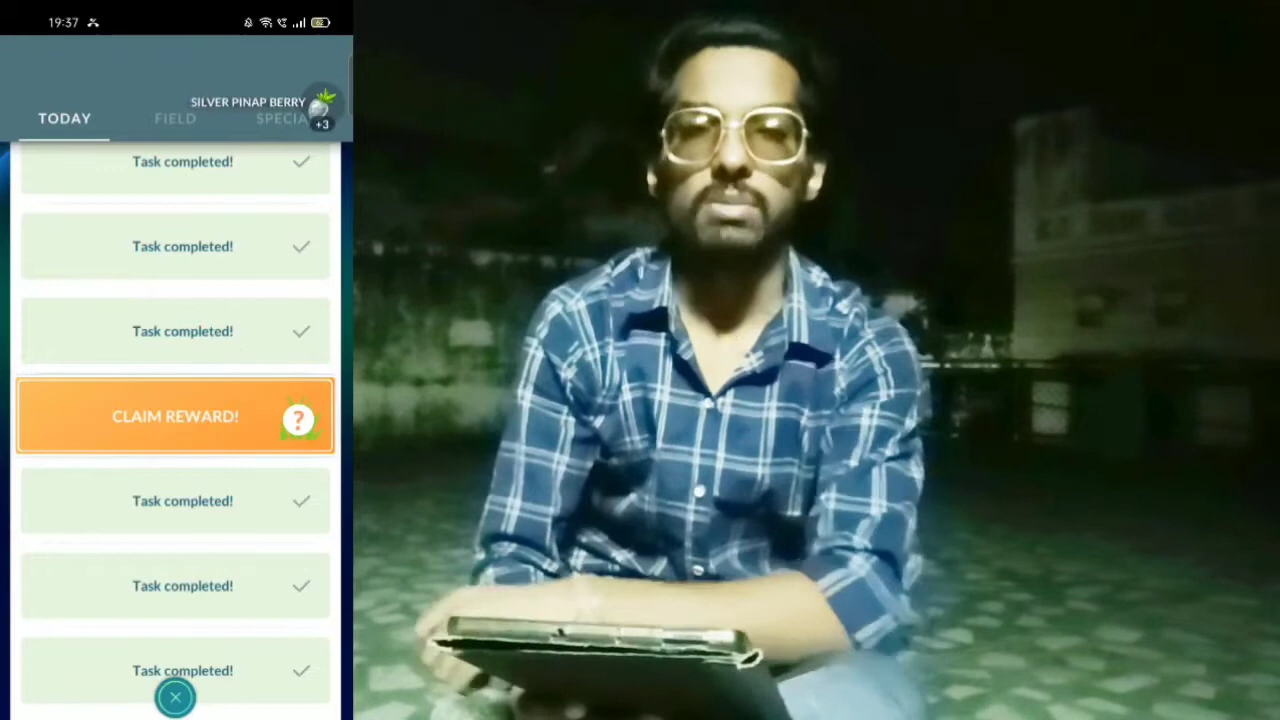 19:37
62
SILVER PINAP BERRY
+3
TODAY FIELD SPECIA
Task completed!
Task completed!
Task completed!
CLAIM REWARD!
?
Task completed!
Task completed!
Task completed!